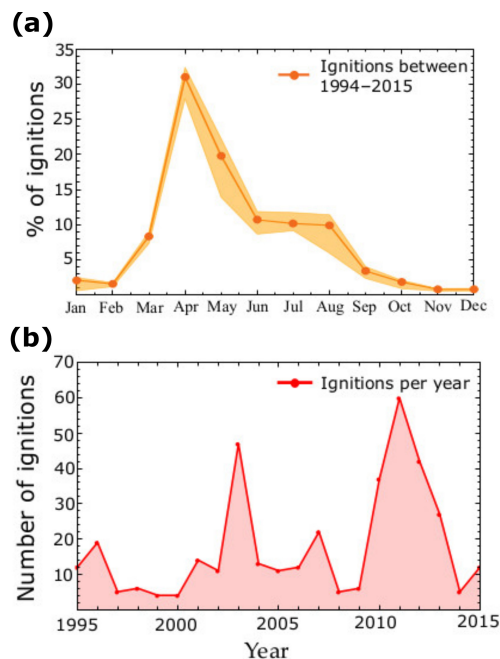 (a)
35
30
25
20
15
10
5
% of ignitions
Ignitions between
1994–2015
Jan Feb Mar Apr May Jun Jul Aug Sep Oct Nov Dec
(b)
70
60
50
40
30
20
10
Number of ignitions
Ignitions per year
1995 2000 2005 2010 2015
Year